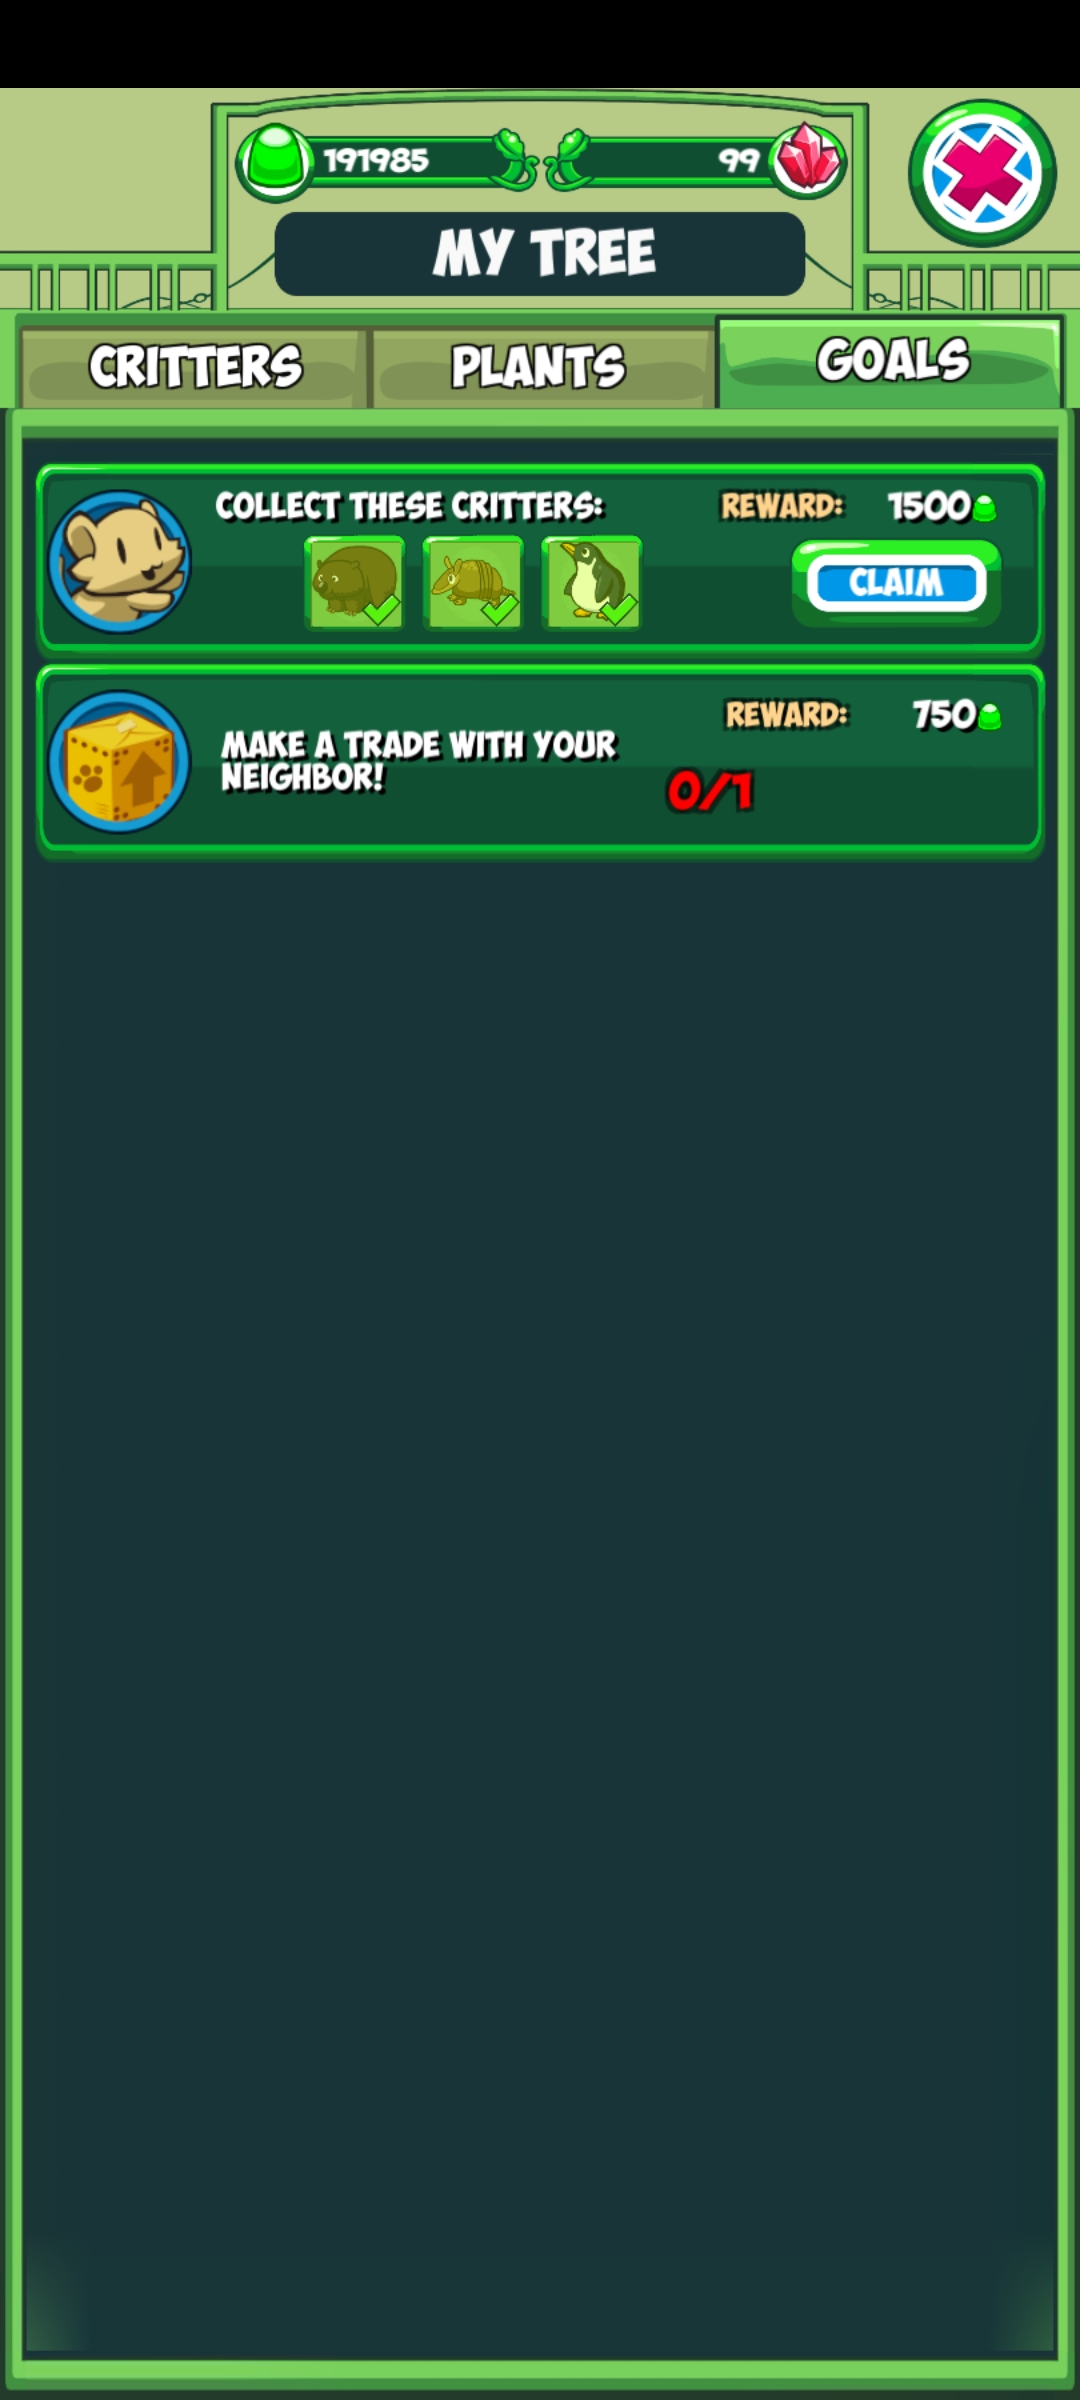 191985
99
MY TREE
CRITTERS
PLANTS
GOALS
COLLECT THESE CRITTERS:
REWARD: 1500
CLAIM
REWARD: 750
MAKE A TRADE WITH YOUR
NEIGHBOR!
0/1